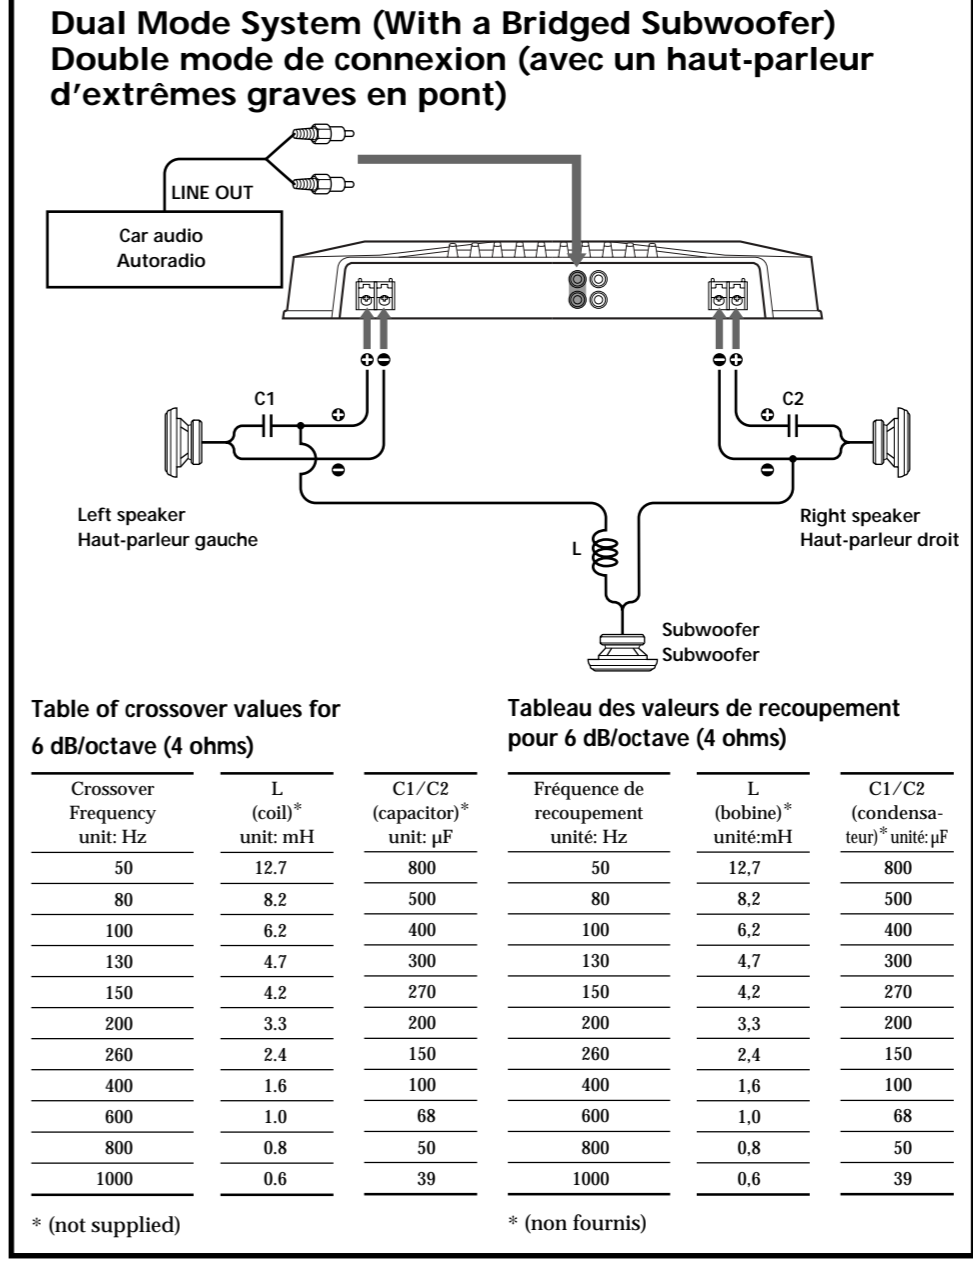 Dual Mode System (With a Bridged Subwoofer)
Double mode de connexion (avec un haut-parleur
d'extrêmes graves en pont)
LINE OUT
Car audio
Autoradio
C1
C2
Left speaker
Haut-parleur gauche
Right speaker
Haut-parleur droit
L
Subwoofer
Subwoofer
Table of crossover values for
6 dB/octave (4 ohms)
Crossover Frequency unit: Hz L (coil)* unit: mH C1/C2 (capacitor)* unit: µF
50 12.7 800
80 8.2 500
100 6.2 400
130 4.7 300
150 4.2 270
200 3.3 200
260 2.4 150
400 1.6 100
600 1.0 68
800 0.8 50
1000 0.6 39
* (not supplied)
Tableau des valeurs de recoupement
pour 6 dB/octave (4 ohms)
Fréquence de recoupement unité: Hz L (bobine)* unité:mH C1/C2 (condensa-teur)* unité: µF
50 12,7 800
80 8,2 500
100 6,2 400
130 4,7 300
150 4,2 270
200 3,3 200
260 2,4 150
400 1,6 100
600 1,0 68
800 0,8 50
1000 0,6 39
* (non fournis)